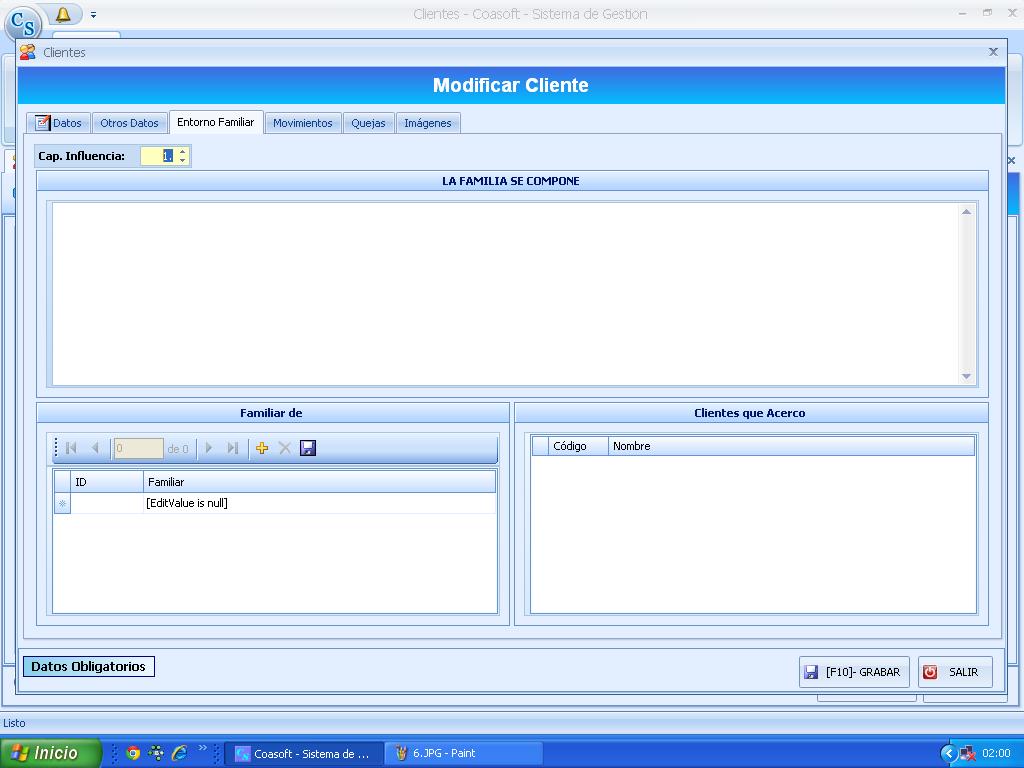 Clientes - Coasoft - Sistema de Gestión
CS
Clientes
Modificar Cliente
Datos Otros Datos Entorno Familiar Movimientos Quejas Imágenes
Cap. Influencia: 1.
LA FAMILIA SE COMPONE
Familiar de
0 de 0
ID Familiar
[EditValue is null]
Clientes que Acerco
Código Nombre
Datos Obligatorios
[F10]- GRABAR SALIR
Listo
Inicio Coasoft - Sistema de ... 6.JPG - Paint 02:00